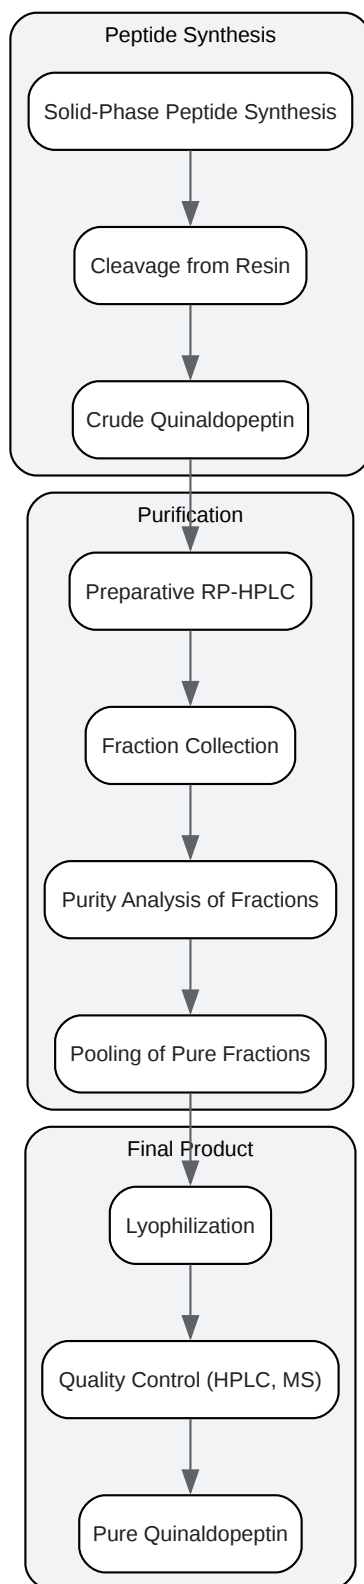 Peptide Synthesis
Solid-Phase Peptide Synthesis
Cleavage from Resin
Crude Quinaldopeptin
Purification
Preparative RP-HPLC
Fraction Collection
Purity Analysis of Fractions
Pooling of Pure Fractions
Final Product
Lyophilization
Quality Control (HPLC, MS)
Pure Quinaldopeptin